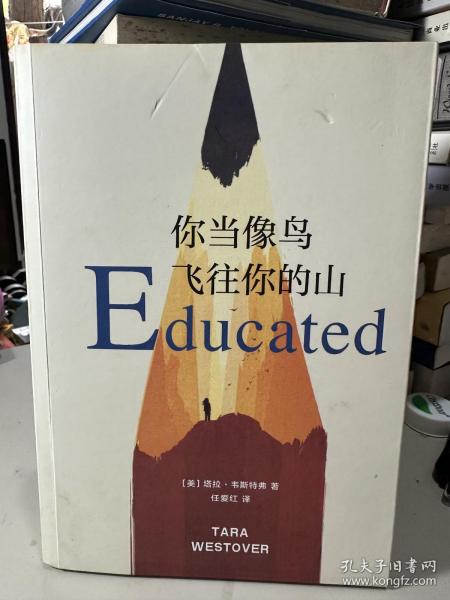 SANJAY
你当像鸟
飞往你的山
Educated
[美] 塔拉·韦斯特弗 著
任爱红 译
TARA
WESTOVER
孔夫子旧书网
www.kongfz.com